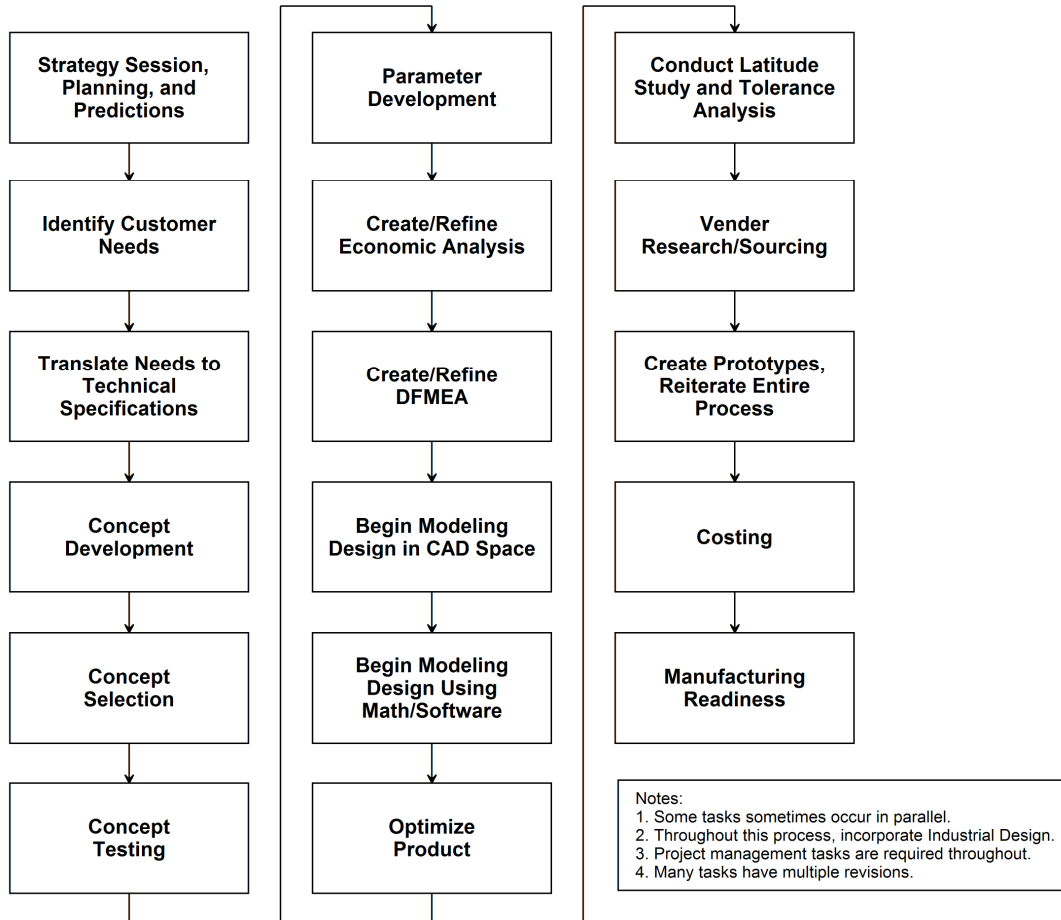 Strategy Session,
Planning, and
Predictions
Identify Customer
Needs
Translate Needs to
Technical
Specifications
Concept
Development
Concept
Selection
Concept
Testing
Parameter
Development
Create/Refine
Economic Analysis
Create/Refine
DFMEA
Begin Modeling
Design in CAD Space
Begin Modeling
Design Using
Math/Software
Optimize
Product
Conduct Latitude
Study and Tolerance
Analysis
Vender
Research/Sourcing
Create Prototypes,
Reiterate Entire
Process
Costing
Manufacturing
Readiness
Notes:
1. Some tasks sometimes occur in parallel.
2. Throughout this process, incorporate Industrial Design.
3. Project management tasks are required throughout.
4. Many tasks have multiple revisions.